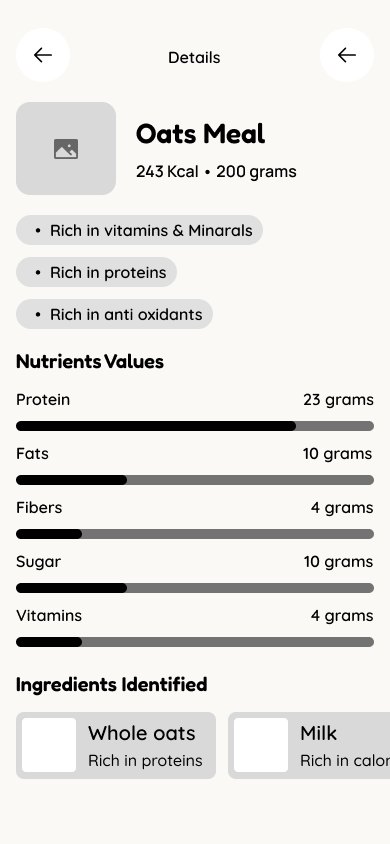 Details
Oats Meal
243 Kcal • 200 grams
• Rich in vitamins & Minarals
• Rich in proteins
• Rich in anti oxidants
Nutrients Values
Protein 23 grams
Fats 10 grams
Fibers 4 grams
Sugar 10 grams
Vitamins 4 grams
Ingredients Identified
Whole oats Milk
Rich in proteins Rich in